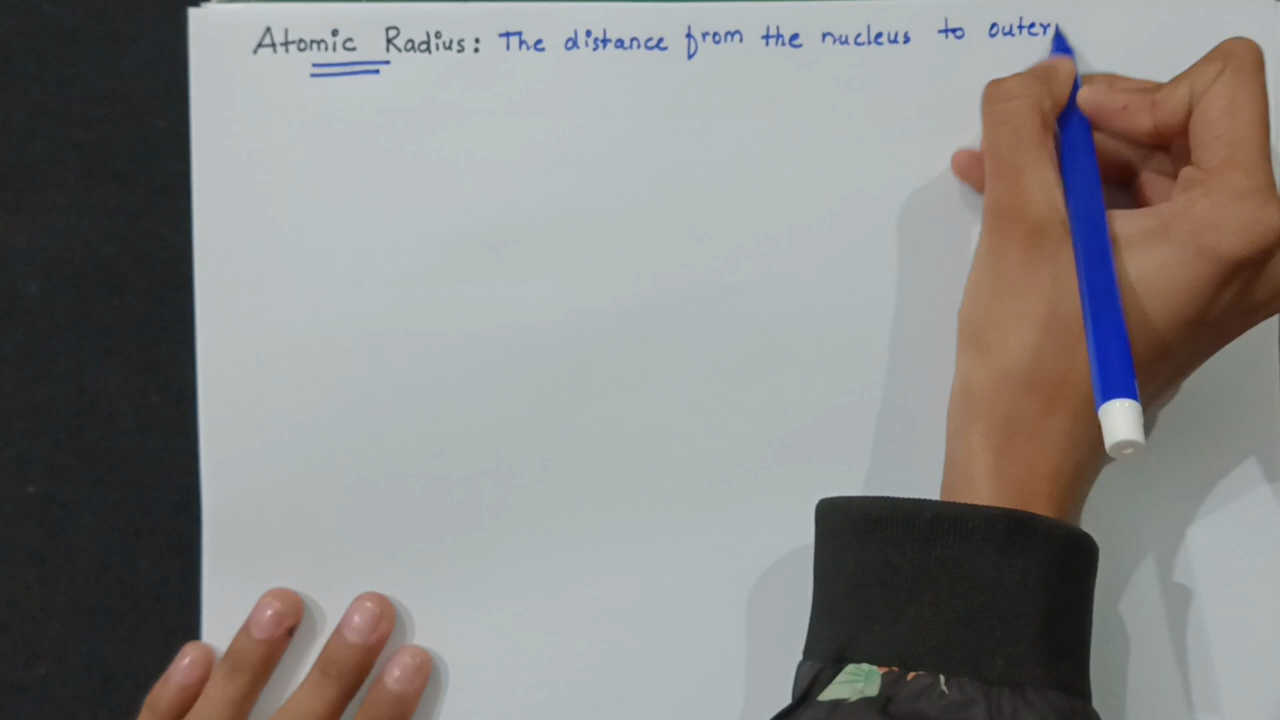 Atomic Radius: The distance from the nucleus to outer